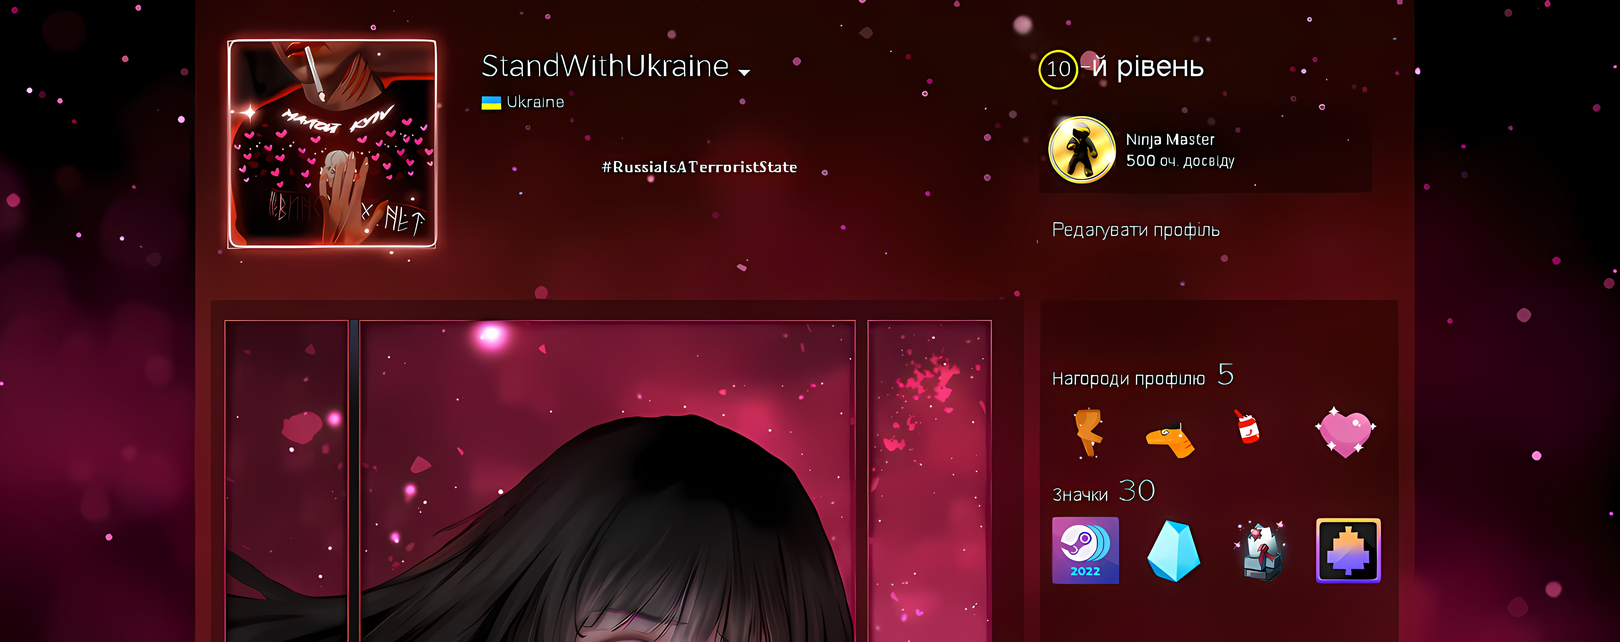 StandWithUkraine
Ukraine
#RussiaIsATerroristState
10-й рівень
Ninja Master
500 оч. досвіду
Редагувати профіль
Нагороди профілю 5
Значки 30
2022